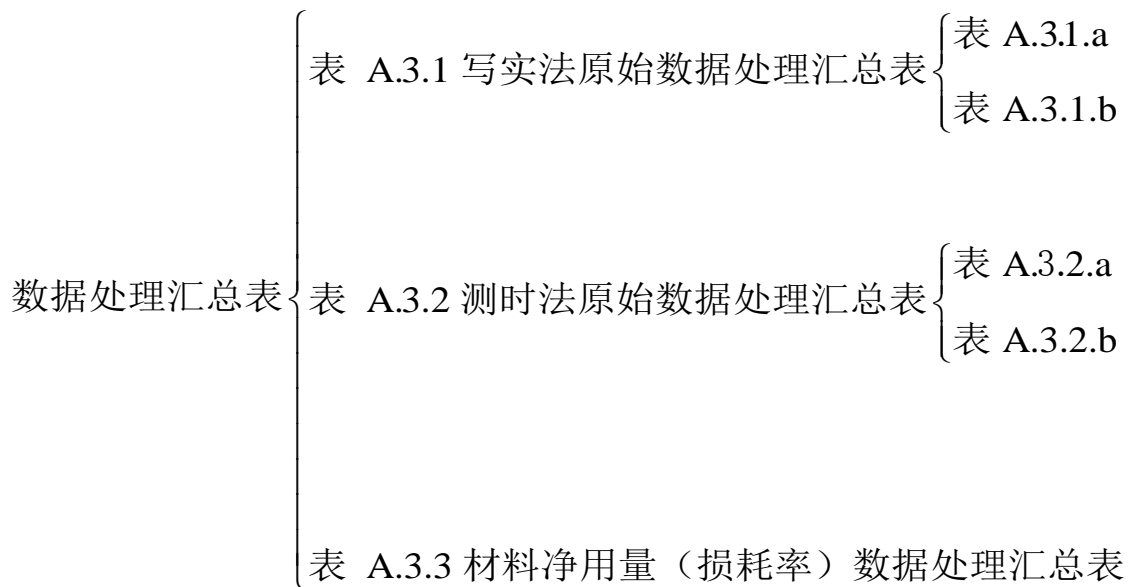 数据处理汇总表
表 A.3.1 写实法原始数据处理汇总表
表 A.3.1.a
表 A.3.1.b
表 A.3.2 测时法原始数据处理汇总表
表 A.3.2.a
表 A.3.2.b
表 A.3.3 材料净用量（损耗率）数据处理汇总表